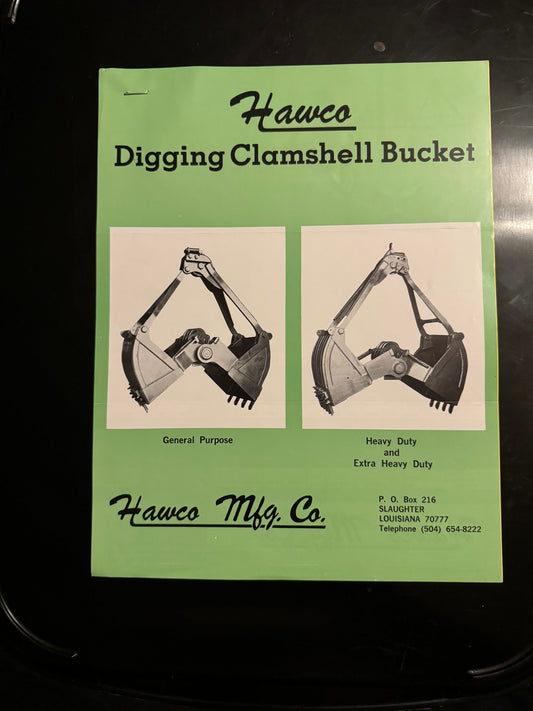 Hawco
Digging Clamshell Bucket
General Purpose
Heavy Duty
and
Extra Heavy Duty
Hawco Mfg. Co.
P. O. Box 216
SLAUGHTER
LOUISIANA 70777
Telephone (504) 654-8222